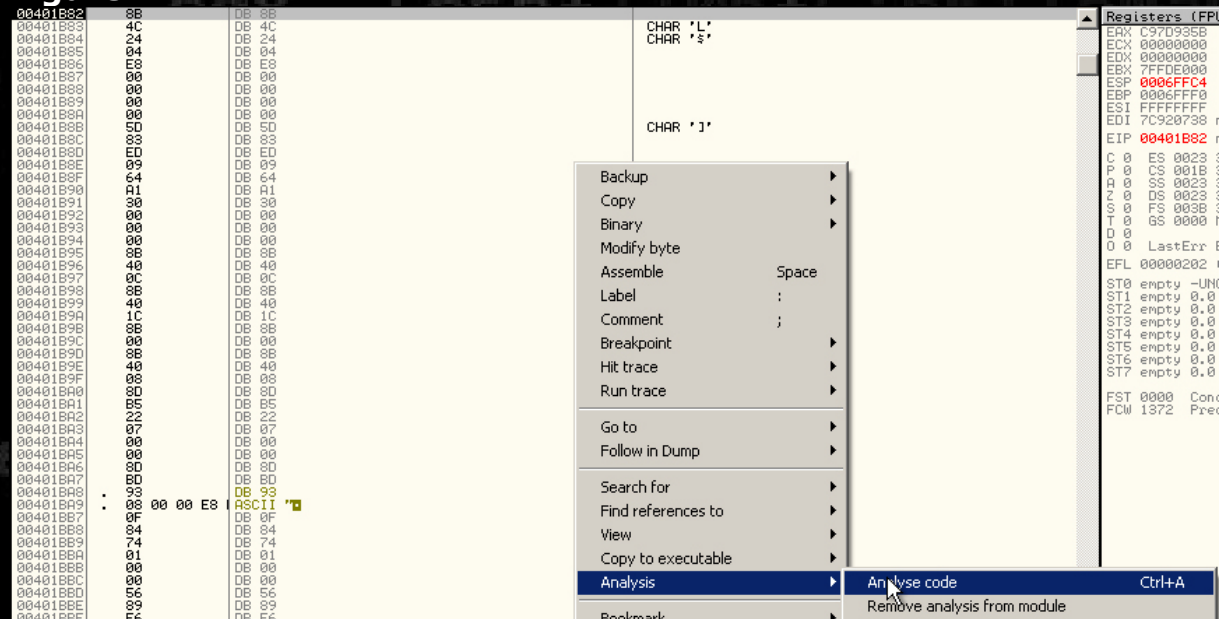 00401B82 8B DB 8B
00401B83 4C DB 4C CHAR 'L'
00401B84 24 DB 24 CHAR '$'
00401B85 04 DB 04
00401B86 E8 DB E8
00401B87 00 DB 00
00401B88 00 DB 00
00401B89 00 DB 00
00401B8A 00 DB 00
00401B8B 5D DB 5D CHAR ']'
00401B8C 83 DB 83
00401B8D ED DB ED
00401B8E 09 DB 09
00401B8F 64 DB 64
00401B90 A1 DB A1
00401B91 30 DB 30
00401B92 00 DB 00
00401B93 00 DB 00
00401B94 00 DB 00
00401B95 8B DB 8B
00401B96 40 DB 40
00401B97 0C DB 0C
00401B98 8B DB 8B
00401B99 40 DB 40
00401B9A 1C DB 1C
00401B9B 8B DB 8B
00401B9C 00 DB 00
00401B9D 8B DB 8B
00401B9E 40 DB 40
00401B9F 08 DB 08
00401BA0 8D DB 8D
00401BA1 B5 DB B5
00401BA2 22 DB 22
00401BA3 07 DB 07
00401BA4 00 DB 00
00401BA5 00 DB 00
00401BA6 8D DB 8D
00401BA7 BD DB BD
00401BA8 . 93 DB 93
00401BA9 . 08 00 00 E8 ASCII "
00401BB7 0F DB 0F
00401BB8 84 DB 84
00401BB9 74 DB 74
00401BBA 01 DB 01
00401BBB 00 DB 00
00401BBC 00 DB 00
00401BBD 56 DB 56
00401BBE 89 DB 89
00401BBF E6 DB E6
Backup
Copy
Binary
Modify byte
Assemble Space
Label :
Comment ;
Breakpoint
Hit trace
Run trace
Go to
Follow in Dump
Search for
Find references to
View
Copy to executable
Analysis
Bookmark
Analyse code Ctrl+A
Remove analysis from module
Registers (FPU
EAX C97D935B
ECX 00000000
EDX 00000000
EBX 7FFDE000
ESP 0006FFC4
EBP 0006FFF0
ESI FFFFFFFF
EDI 7C920738
EIP 00401B82
C 0 ES 0023
P 0 CS 001B
A 0 SS 0023
Z 0 DS 0023
S 0 FS 003B
T 0 GS 0000
D 0
O 0 LastErr
EFL 00000202
ST0 empty -UNO
ST1 empty 0.0
ST2 empty 0.0
ST3 empty 0.0
ST4 empty 0.0
ST5 empty 0.0
ST6 empty 0.0
ST7 empty 0.0
FST 0000 Cond
FCW 1372 Prec